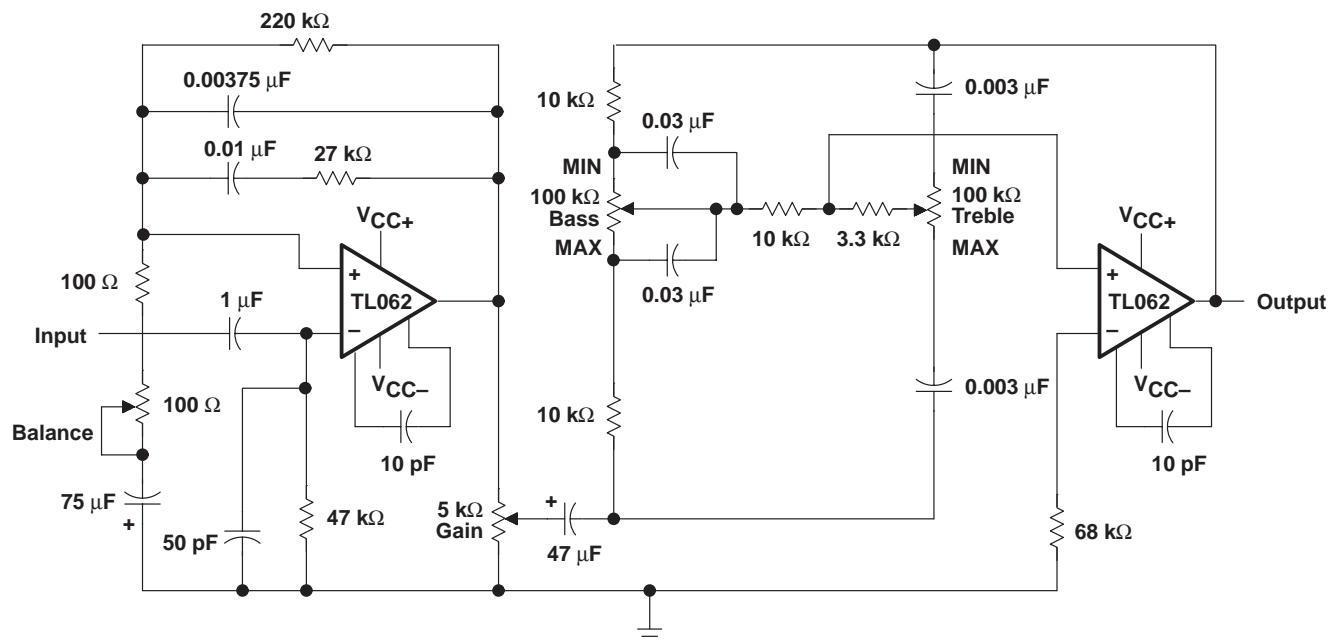 220 kΩ
0.00375 μF
0.01 μF
27 kΩ
VCC+
100 Ω
+
TL062
−
1 μF
Input
VCC−
100 Ω
Balance
10 pF
75 μF
+
50 pF
47 kΩ
5 kΩ
Gain
+
47 μF
10 kΩ
0.03 μF
MIN
100 kΩ
Bass
MAX
0.03 μF
10 kΩ
3.3 kΩ
10 kΩ
0.003 μF
MIN
100 kΩ
Treble
MAX
0.003 μF
VCC+
+
TL062
−
Output
VCC−
10 pF
68 kΩ